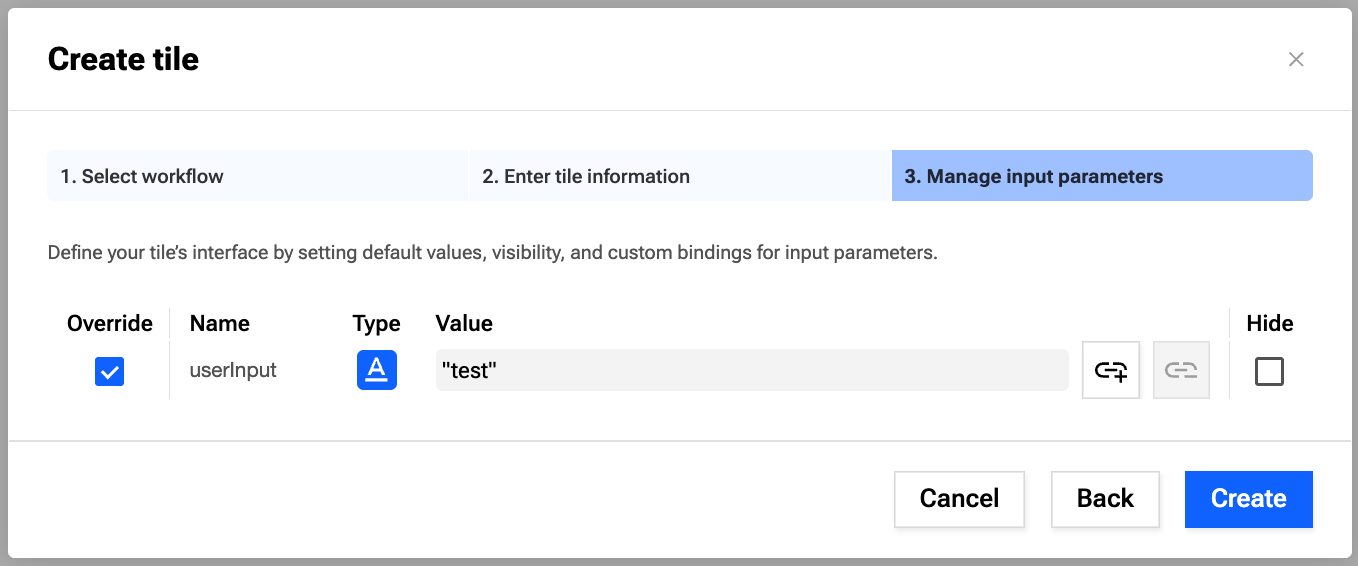 Create tile
1. Select workflow
2. Enter tile information
3. Manage input parameters
Define your tile’s interface by setting default values, visibility, and custom bindings for input parameters.
Override Name Type Value Hide
userInput A "test"
Cancel Back Create